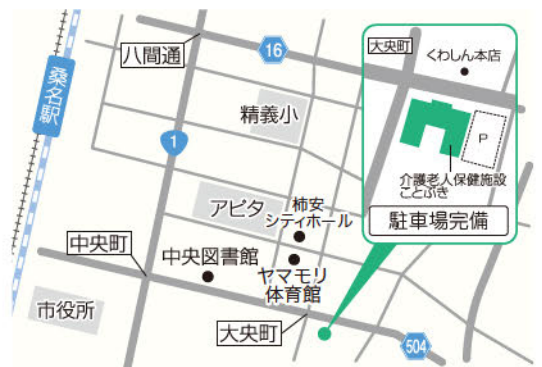 八間通
16
大央町
くわしん本店
桑名駅
精義小
P
1
介護老人保健施設
ことぶき
アピタ
柿安
シティホール
駐車場完備
中央町
中央図書館
ヤマモリ
体育館
市役所
大央町
504